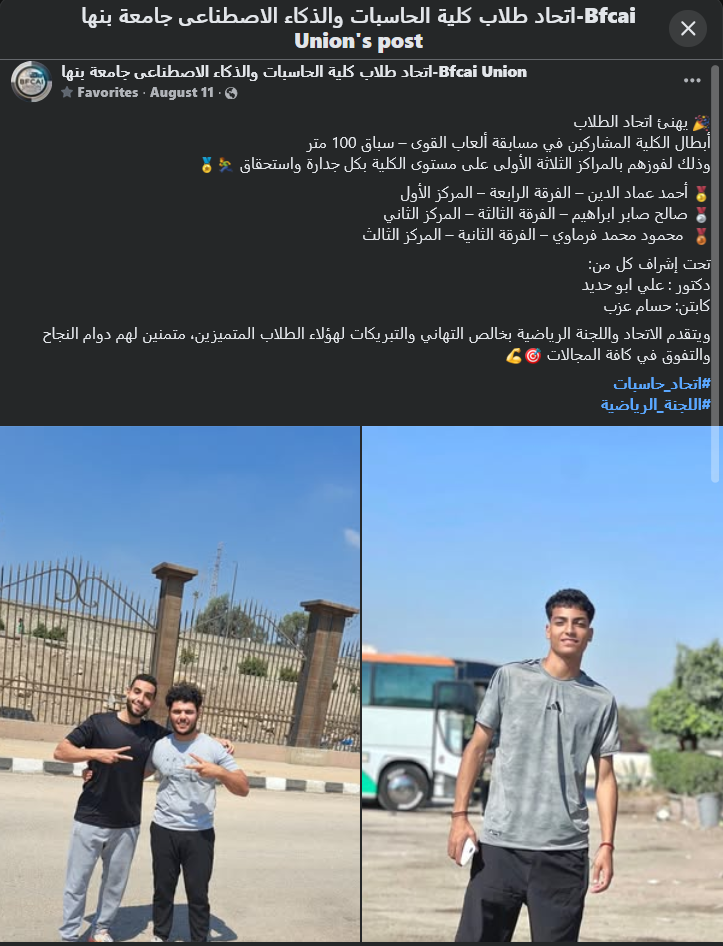 اتحاد طلاب كلية الحاسبات والذكاء الاصطناعى جامعة بنها-Bfcai
Union's post
اتحاد طلاب كلية الحاسبات والذكاء الاصطناعى جامعة بنها-Bfcai Union
Favorites · August 11 ·
BFCAI
🎉 يهنئ اتحاد الطلاب
أبطال الكلية المشاركين في مسابقة ألعاب القوى – سباق 100 متر
وذلك لفوزهم بالمراكز الثلاثة الأولى على مستوى الكلية بكل جدارة واستحقاق 🏃‍♂️🏅
🥇 أحمد عماد الدين – الفرقة الرابعة – المركز الأول
🥈 صالح صابر ابراهيم – الفرقة الثالثة – المركز الثاني
🥉 محمود محمد فرماوي – الفرقة الثانية – المركز الثالث
تحت إشراف كل من:
دكتور : علي ابو حديد
كابتن: حسام عزب
ويتقدم الاتحاد واللجنة الرياضية بخالص التهاني والتبريكات لهؤلاء الطلاب المتميزين، متمنين لهم دوام النجاح
والتفوق في كافة المجالات 🎯💪
#اتحاد_حاسبات
#اللجنة_الرياضية